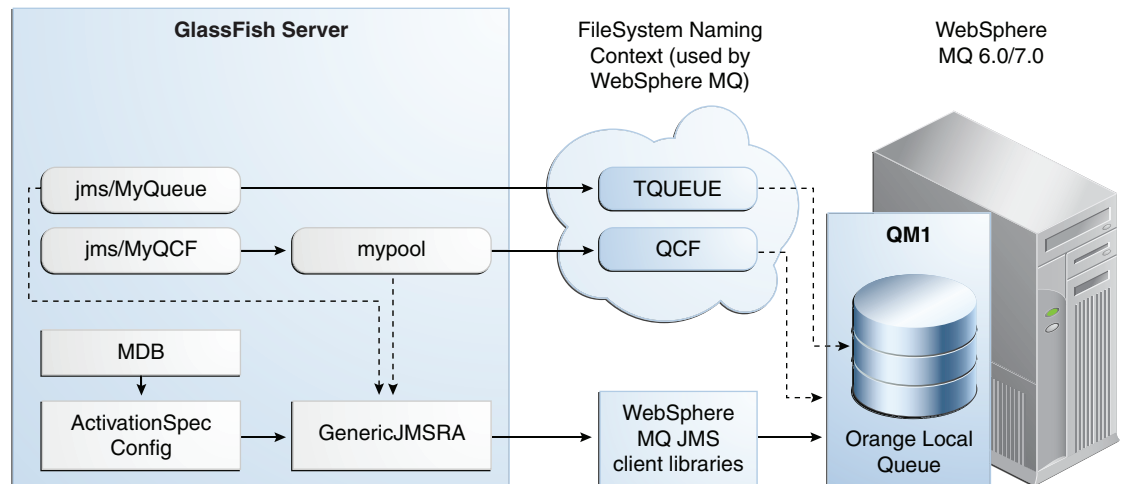 GlassFish Server
FileSystem Naming
Context (used by
WebSphere MQ)
WebSphere
MQ 6.0/7.0
jms/MyQueue
TQUEUE
jms/MyQCF
mypool
QCF
QM1
MDB
ActivationSpec
Config
GenericJMSRA
WebSphere
MQ JMS
client libraries
Orange Local
Queue